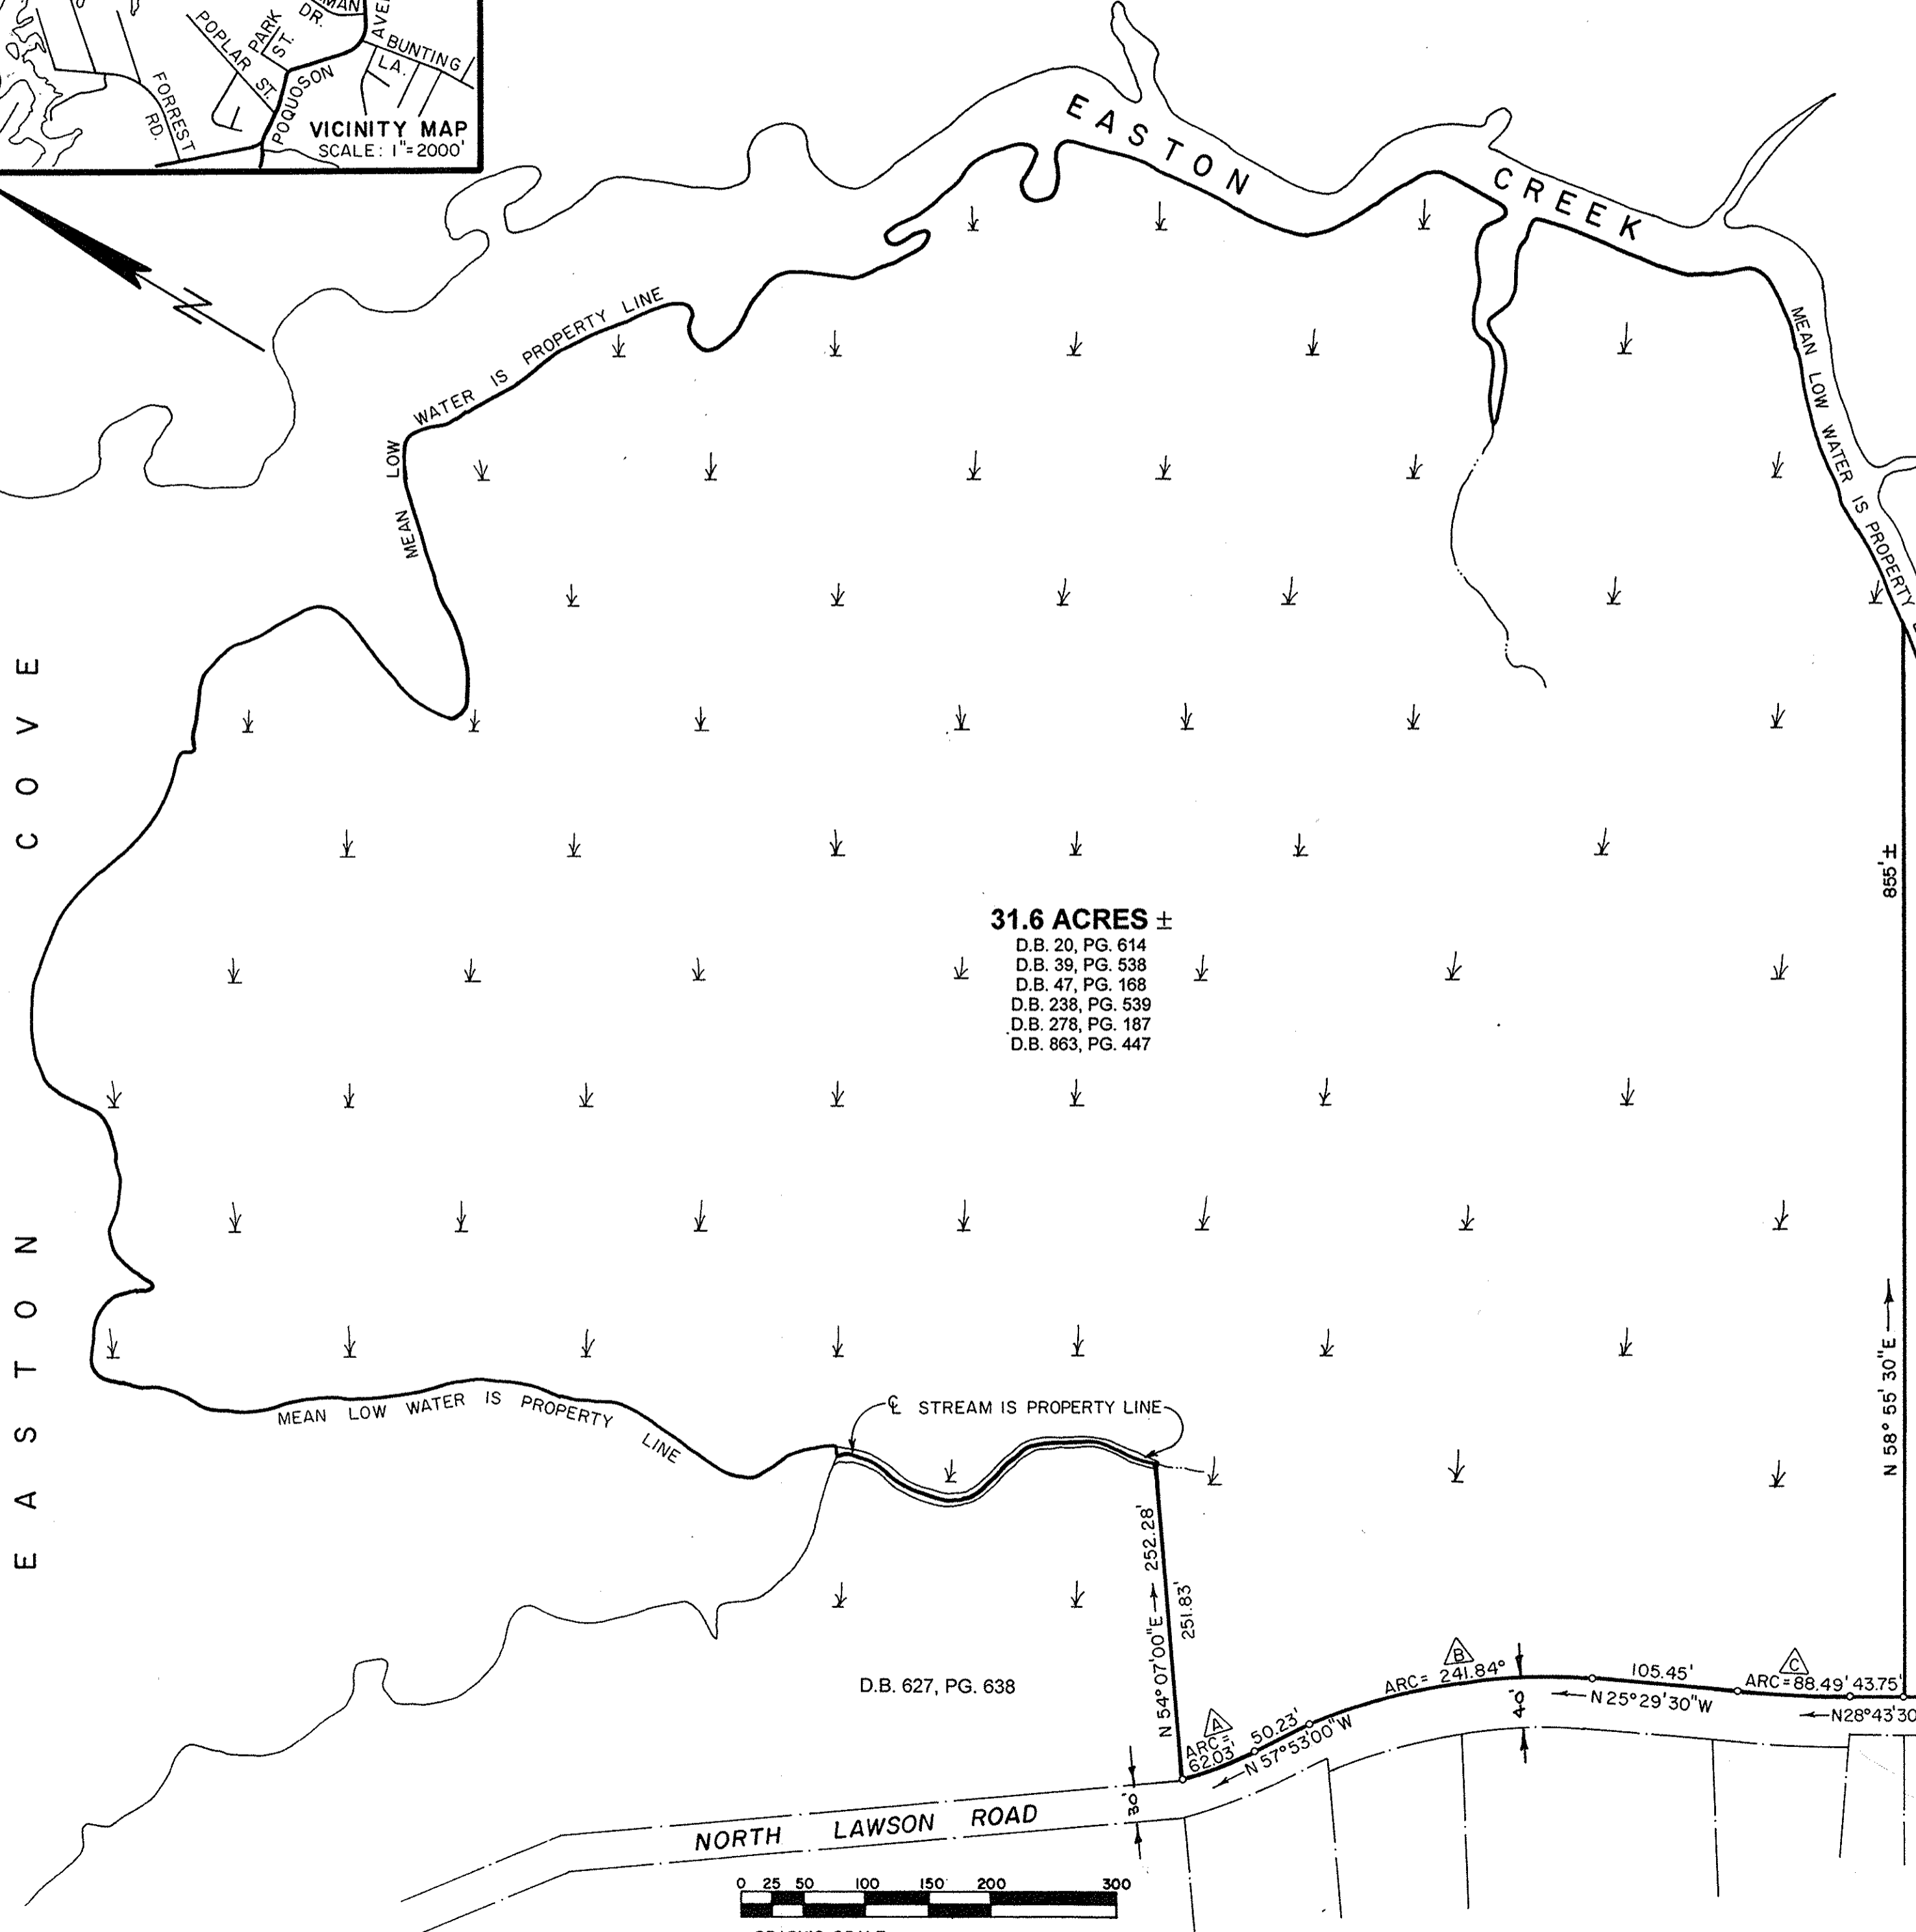 MAN
DR.
AVE
PARK
ST.
POPLAR ST.
BUNTING
LA.
FORREST
RD.
POQUOSON
VICINITY MAP
SCALE: 1"=2000'
N
EASTON CREEK
MEAN LOW WATER IS PROPERTY LINE
MEAN LOW WATER IS PROPERTY
EASTON COVE
31.6 ACRES ±
D.B. 20, PG. 614
D.B. 39, PG. 538
D.B. 47, PG. 168
D.B. 238, PG. 539
D.B. 278, PG. 187
D.B. 863, PG. 447
855'±
N 58° 55' 30"E
MEAN LOW WATER IS PROPERTY LINE
℄ STREAM IS PROPERTY LINE
N 54°07'00"E 252.28'
251.83'
D.B. 627, PG. 638
A
ARC=
62.03'
50.23'
N 57°53'00"W
B
ARC= 241.84°
40'
105.45'
N 25°29'30"W
C
ARC=88.49' 43.75'
N28°43'30
30'
NORTH LAWSON ROAD
0 25 50 100 150 200 300